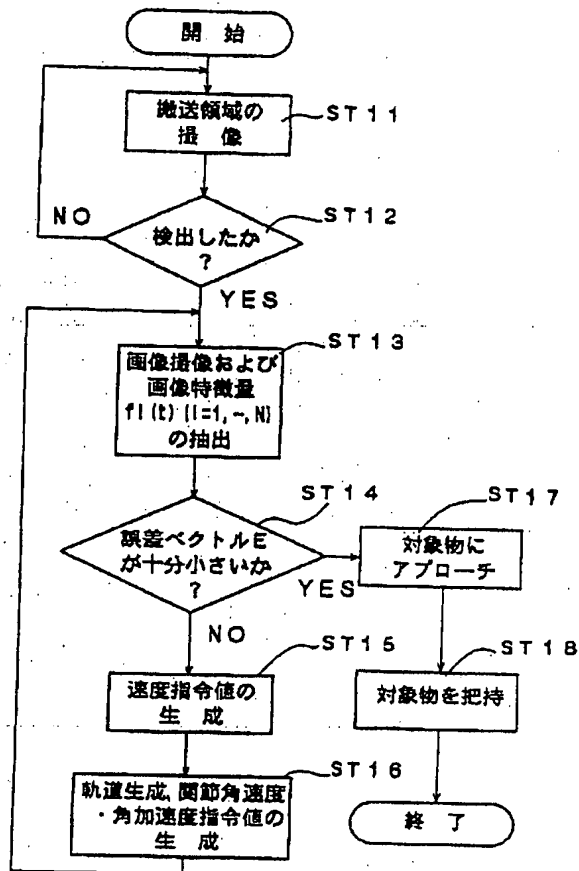 開 始
搬送領域の
撮 像
ST11
検出したか
?
ST12
NO
YES
画像撮像および
画像特徴量
fi(t)(i=1,~,N)
の抽出
ST13
誤差ベクトルE
が十分小さいか
?
ST14
YES
NO
対象物に
アプローチ
ST17
速度指令値の
生 成
ST15
対象物を把持
ST18
軌道生成、関節角速度
・角加速度指令値の
生 成
ST16
終 了